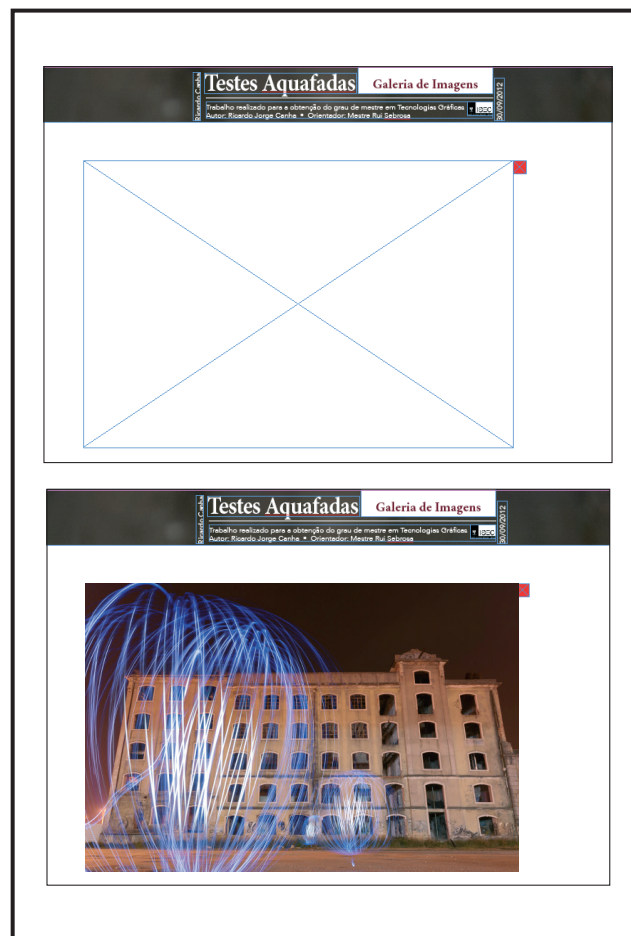 Ricardo Canha
Testes Aquafadas
Galeria de Imagens
Trabalho realizado para a obtenção do grau de mestre em Tecnologias Gráficas
Autor: Ricardo Jorge Canha • Orientador: Mestre Rui Sebrosa
ISEC
30/09/2012
Ricardo Canha
Testes Aquafadas
Galeria de Imagens
Trabalho realizado para a obtenção do grau de mestre em Tecnologias Gráficas
Autor: Ricardo Jorge Canha • Orientador: Mestre Rui Sebrosa
ISEC
30/09/2012